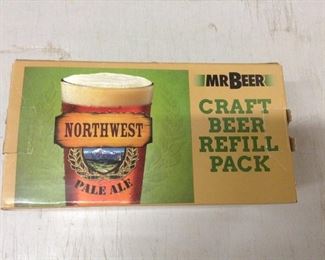 NORTHWEST
PALE ALE
MRBEER
CRAFT
BEER
REFILL
PACK